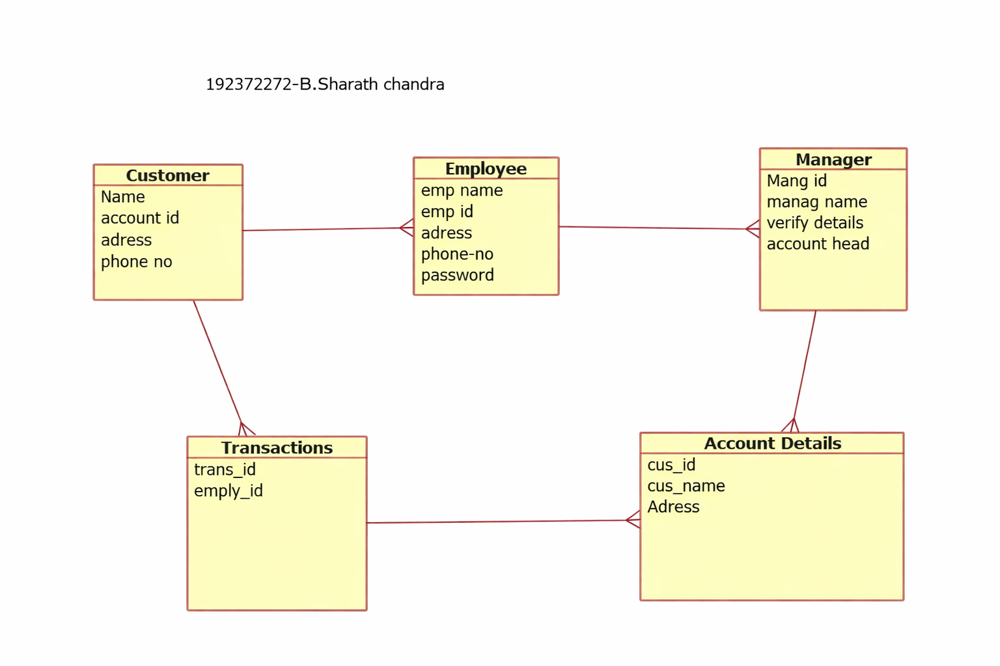 192372272-B.Sharath chandra
Customer
Name
account id
adress
phone no
Employee
emp name
emp id
adress
phone-no
password
Manager
Mang id
manag name
verify details
account head
Transactions
trans_id
emply_id
Account Details
cus_id
cus_name
Adress